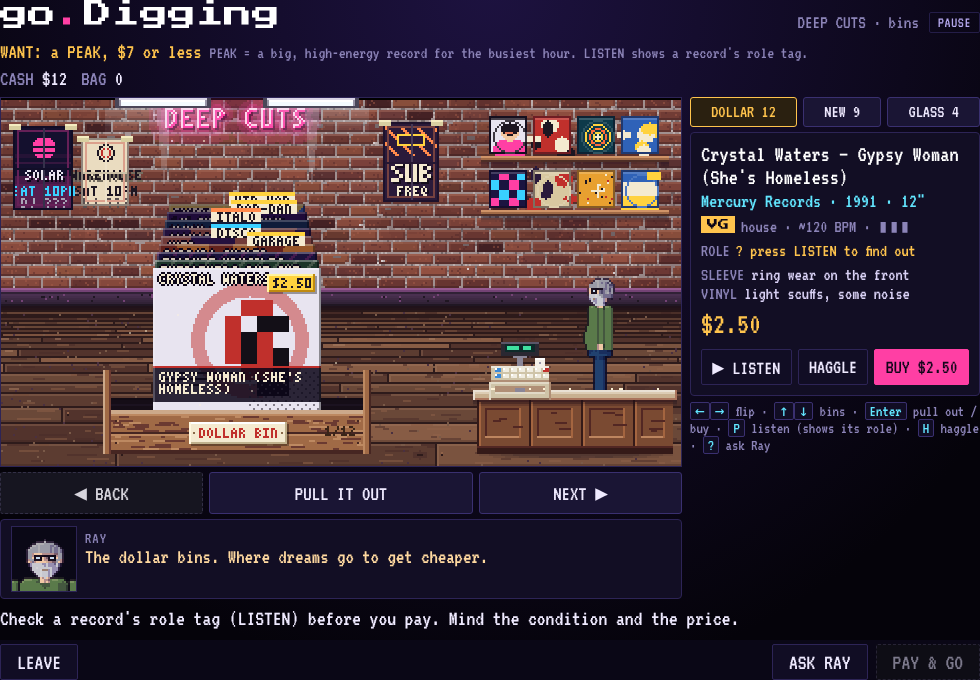 go.Digging
DEEP CUTS · bins
PAUSE
WANT: a PEAK, $7 or less PEAK = a big, high-energy record for the busiest hour. LISTEN shows a record's role tag.
CASH $12 BAG 0
DEEP CUTS
SOLAR
SUB
FREQ
ITALO
DISCO
GARAGE
CRYSTAL WATERS
$2.50
GYPSY WOMAN (SHE'S
HOMELESS)
DOLLAR BIN
1/12
DOLLAR 12
NEW 9
GLASS 4
Crystal Waters – Gypsy Woman
(She's Homeless)
Mercury Records · 1991 · 12"
VG house · ~120 BPM ·
ROLE ? press LISTEN to find out
SLEEVE ring wear on the front
VINYL light scuffs, some noise
$2.50
▶ LISTEN
HAGGLE
BUY $2.50
← → flip · ↑ ↓ bins · Enter pull out /
buy · P listen (shows its role) · H haggle
· ? ask Ray
◀ BACK
PULL IT OUT
NEXT ▶
RAY
The dollar bins. Where dreams go to get cheaper.
Check a record's role tag (LISTEN) before you pay. Mind the condition and the price.
LEAVE
ASK RAY
PAY & GO